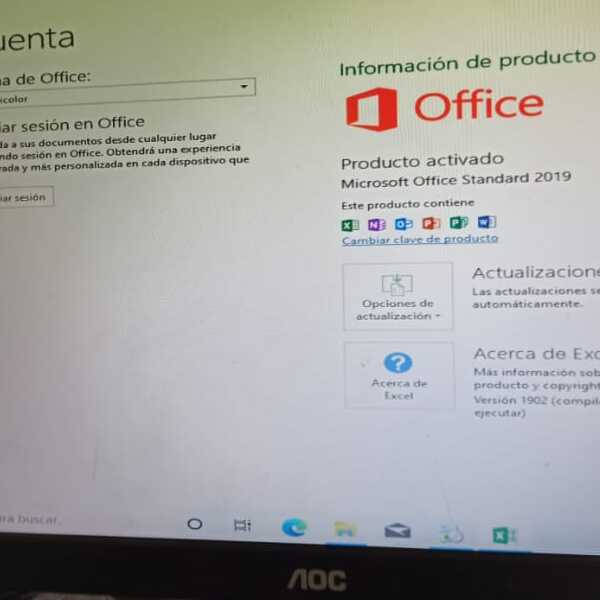 uenta
na de Office:
icolor
iar sesión en Office
da a sus documentos desde cualquier lugar
ndo sesión en Office. Obtendrá una experiencia
rada y más personalizada en cada dispositivo que
iar sesión
Información de producto
Office
Producto activado
Microsoft Office Standard 2019
Este producto contiene
Cambiar clave de producto
Opciones de
actualización
Actualizacione
Las actualizaciones se
automáticamente.
Acerca de
Excel
Acerca de Exc
Más información sob
producto y copyright
Versión 1902 (compila
ejecutar)
ara buscar.
AOC